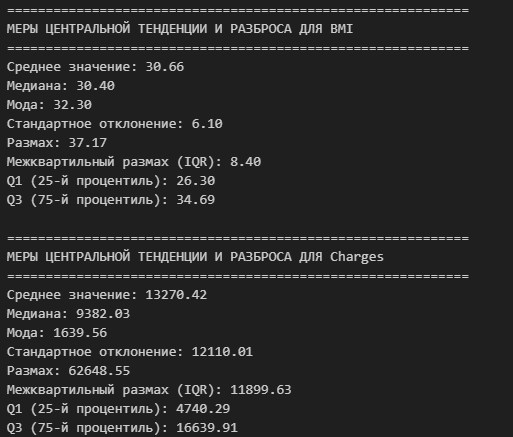 ============================================================
МЕРЫ ЦЕНТРАЛЬНОЙ ТЕНДЕНЦИИ И РАЗБРОСА ДЛЯ BMI
============================================================
Среднее значение: 30.66
Медиана: 30.40
Мода: 32.30
Стандартное отклонение: 6.10
Размах: 37.17
Межквартильный размах (IQR): 8.40
Q1 (25-й процентиль): 26.30
Q3 (75-й процентиль): 34.69

============================================================
МЕРЫ ЦЕНТРАЛЬНОЙ ТЕНДЕНЦИИ И РАЗБРОСА ДЛЯ Charges
============================================================
Среднее значение: 13270.42
Медиана: 9382.03
Мода: 1639.56
Стандартное отклонение: 12110.01
Размах: 62648.55
Межквартильный размах (IQR): 11899.63
Q1 (25-й процентиль): 4740.29
Q3 (75-й процентиль): 16639.91